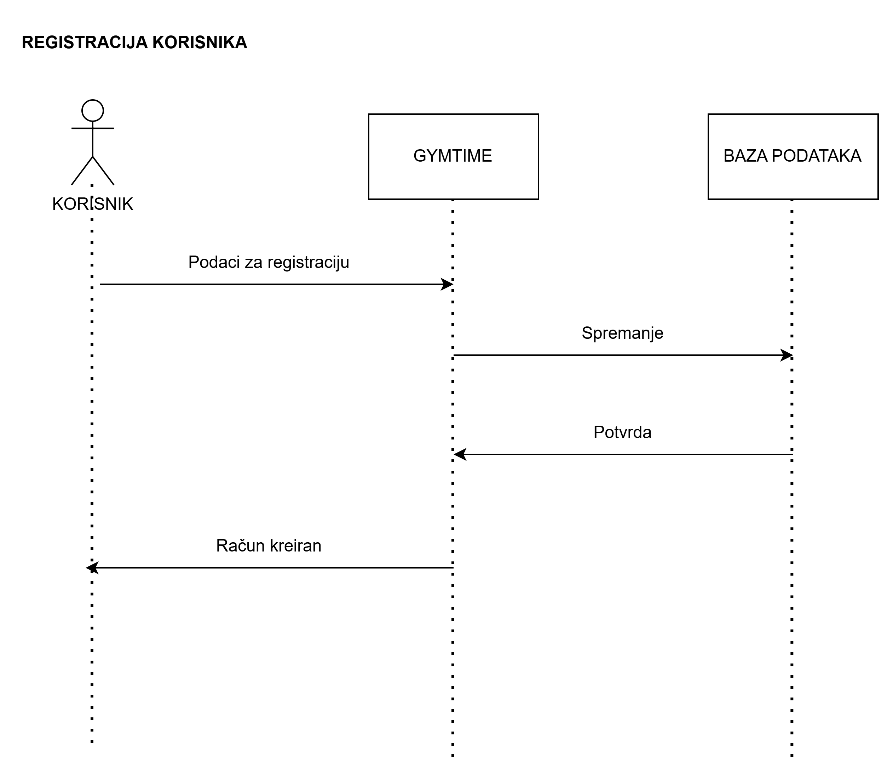 REGISTRACIJA KORISNIKA
GYMTIME
BAZA PODATAKA
KORISNIK
Podaci za registraciju
Spremanje
Potvrda
Račun kreiran